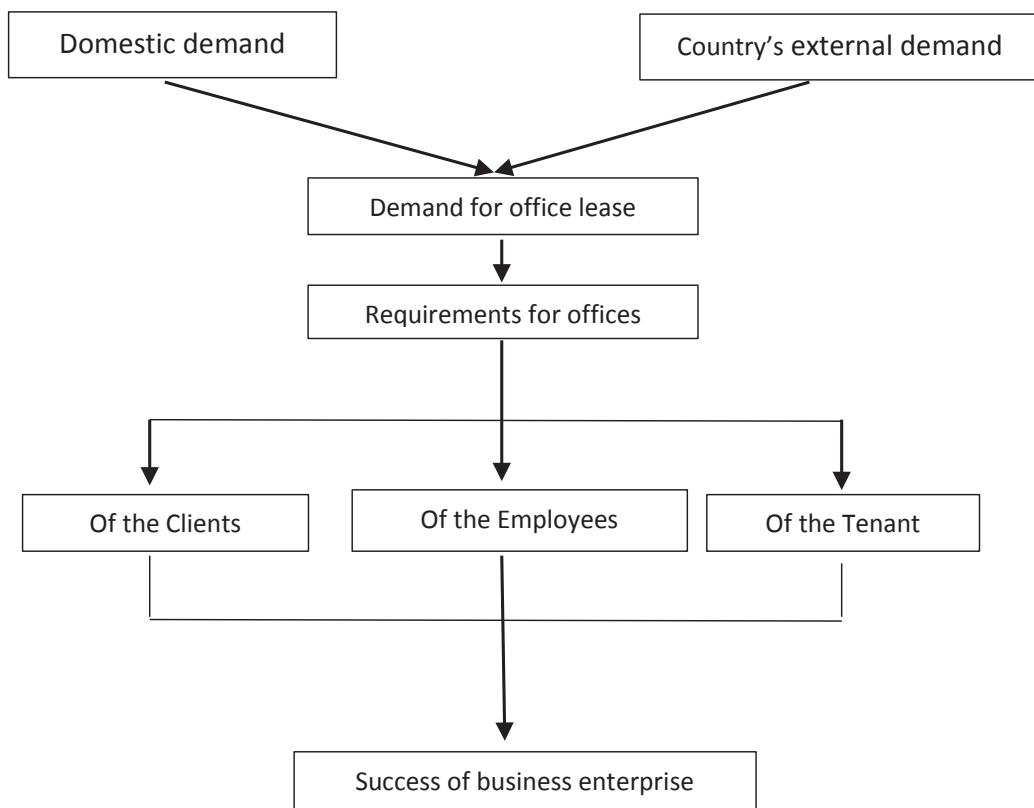 Domestic demand
Country’s external demand
Demand for office lease
Requirements for offices
Of the Clients
Of the Employees
Of the Tenant
Success of business enterprise